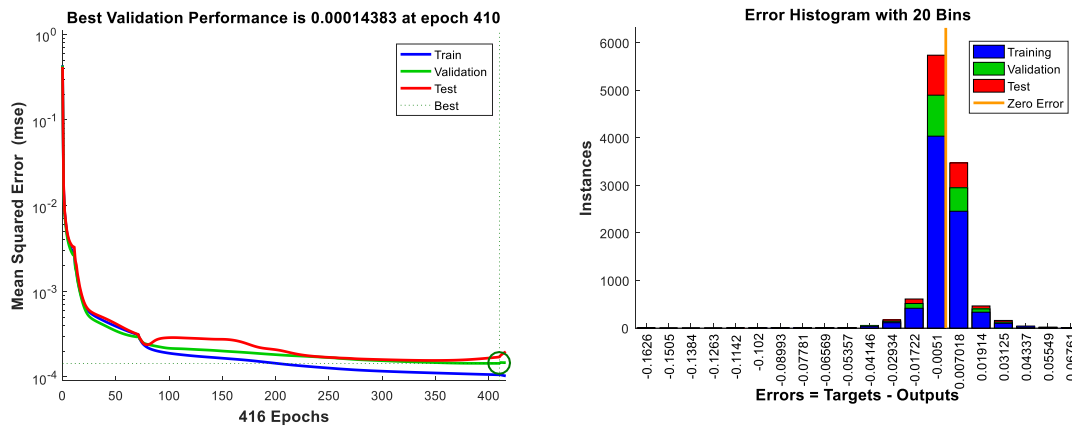 Best Validation Performance is 0.00014383 at epoch 410
Mean Squared Error (mse)
10^0
10^-1
10^-2
10^-3
10^-4
Train
Validation
Test
Best
0 50 100 150 200 250 300 350 400
416 Epochs
Error Histogram with 20 Bins
Instances
6000
5000
4000
3000
2000
1000
0
Training
Validation
Test
Zero Error
-0.1626
-0.1505
-0.1384
-0.1263
-0.1142
-0.102
-0.08993
-0.07781
-0.06569
-0.05357
-0.04146
-0.02934
-0.01722
-0.0051
0.007018
0.01914
0.03125
0.04337
0.05549
0.06761
Errors = Targets - Outputs